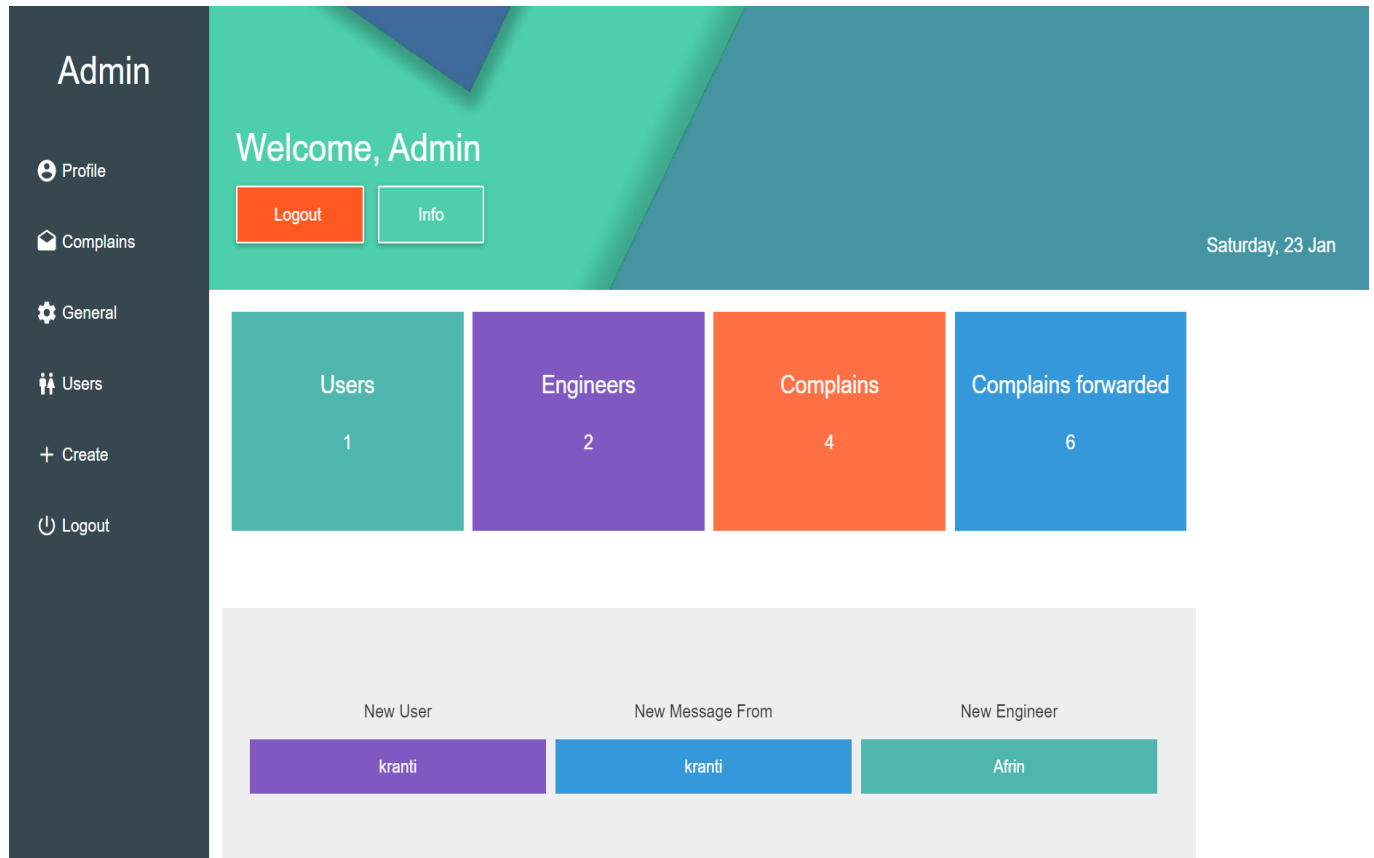 Admin
Profile
Complains
General
Users
Create
Logout
Welcome, Admin
Logout Info
Saturday, 23 Jan
Users Engineers Complains Complains forwarded
1 2 4 6
New User New Message From New Engineer
kranti kranti Afrin